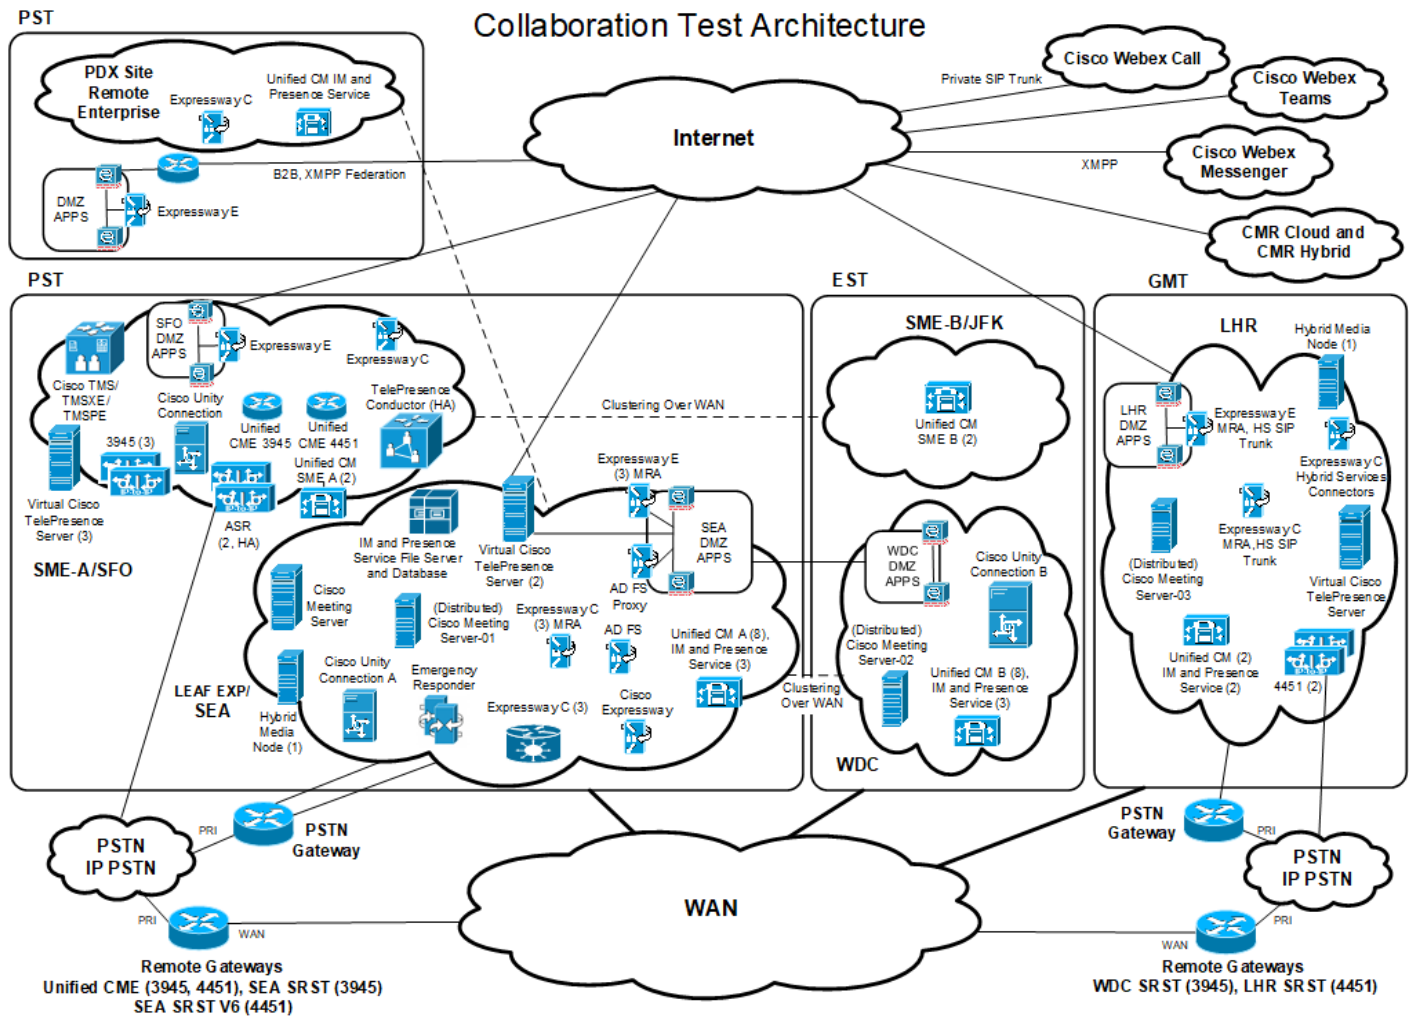 Collaboration Test Architecture
PST
PDX Site
Remote
Enterprise
Expressway C
Unified CM IM and
Presence Service
DMZ
APPS
Expressway E
B2B, XMPP Federation
Internet
Private SIP Trunk
Cisco Webex Call
Cisco Webex
Teams
XMPP
Cisco Webex
Messenger
CMR Cloud and
CMR Hybrid
PST
SFO
DMZ
APPS
Expressway E
Expressway C
Cisco TMS/
TMSXE/
TMSPE
Cisco Unity
Connection
TelePresence
Conductor (HA)
Unified
CME 3945
Unified
CME 4451
3945 (3)
IP-to-IP
Unified CM
SME A (2)
Virtual Cisco
TelePresence
Server (3)
ASR
(2, HA)
IP-to-IP
SME-A/SFO
Clustering Over WAN
Expressway E
(3) MRA
IM and Presence
Service File Server
and Database
Virtual Cisco
TelePresence
Server (2)
SEA
DMZ
APPS
AD FS
Proxy
Cisco
Meeting
Server
(Distributed)
Cisco Meeting
Server-01
Expressway C
(3) MRA
AD FS
Unified CM A (8),
IM and Presence
Service (3)
LEAF EXP/
SEA
Hybrid
Media
Node (1)
Cisco Unity
Connection A
Emergency
Responder
Expressway C (3)
Cisco
Expressway
Clustering
Over WAN
EST
SME-B/JFK
Unified CM
SME B (2)
WDC
DMZ
APPS
Cisco Unity
Connection B
(Distributed)
Cisco Meeting
Server-02
Unified CM B (8),
IM and Presence
Service (3)
WDC
GMT
LHR
Hybrid Media
Node (1)
LHR
DMZ
APPS
Expressway E
MRA, HS SIP
Trunk
Expressway C
Hybrid Services
Connectors
(Distributed)
Cisco Meeting
Server-03
Expressway C
MRA,HS SIP
Trunk
Virtual Cisco
TelePresence
Server
Unified CM (2)
IM and Presence
Service (2)
IP-to-IP
4451 (2)
PSTN
IP PSTN
PRI
PSTN
Gateway
PRI
WAN
Remote Gateways
Unified CME (3945, 4451), SEA SRST (3945)
SEA SRST V6 (4451)
WAN
PSTN
Gateway
PRI
PSTN
IP PSTN
PRI
WAN
Remote Gateways
WDC SRST (3945), LHR SRST (4451)